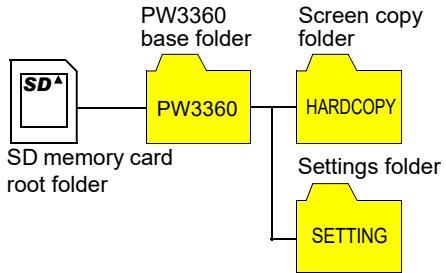 PW3360
base folder
Screen copy
folder
SD
PW3360
HARDCOPY
SD memory card
root folder
Settings folder
SETTING